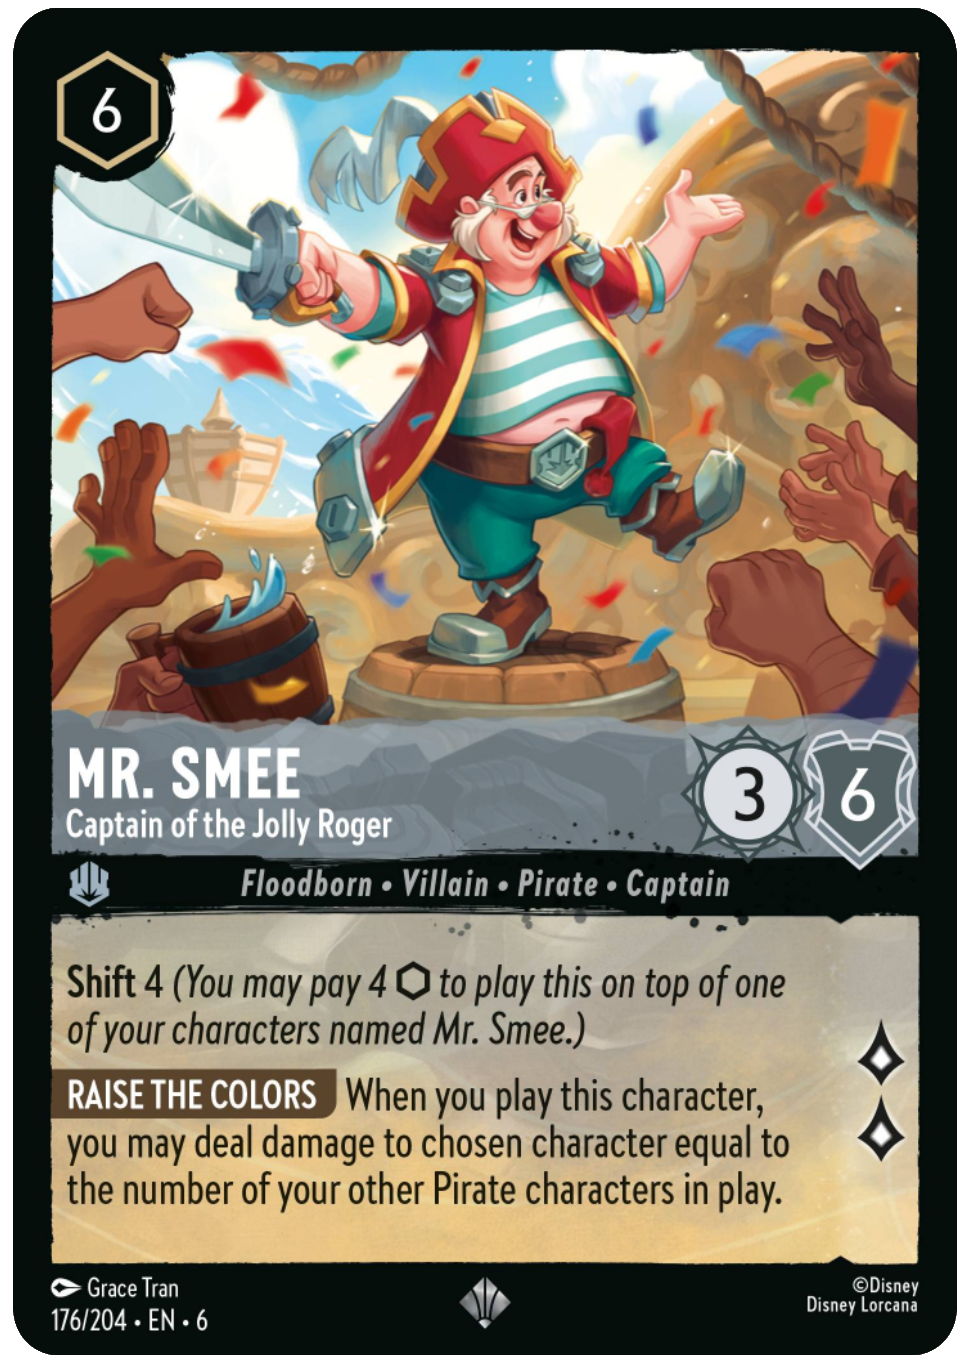 6
MR. SMEE
Captain of the Jolly Roger
3
6
Floodborn • Villain • Pirate • Captain
Shift 4 (You may pay 4 ⬡ to play this on top of one
of your characters named Mr. Smee.)
RAISE THE COLORS When you play this character,
you may deal damage to chosen character equal to
the number of your other Pirate characters in play.
Grace Tran
176/204 • EN • 6
©Disney
Disney Lorcana